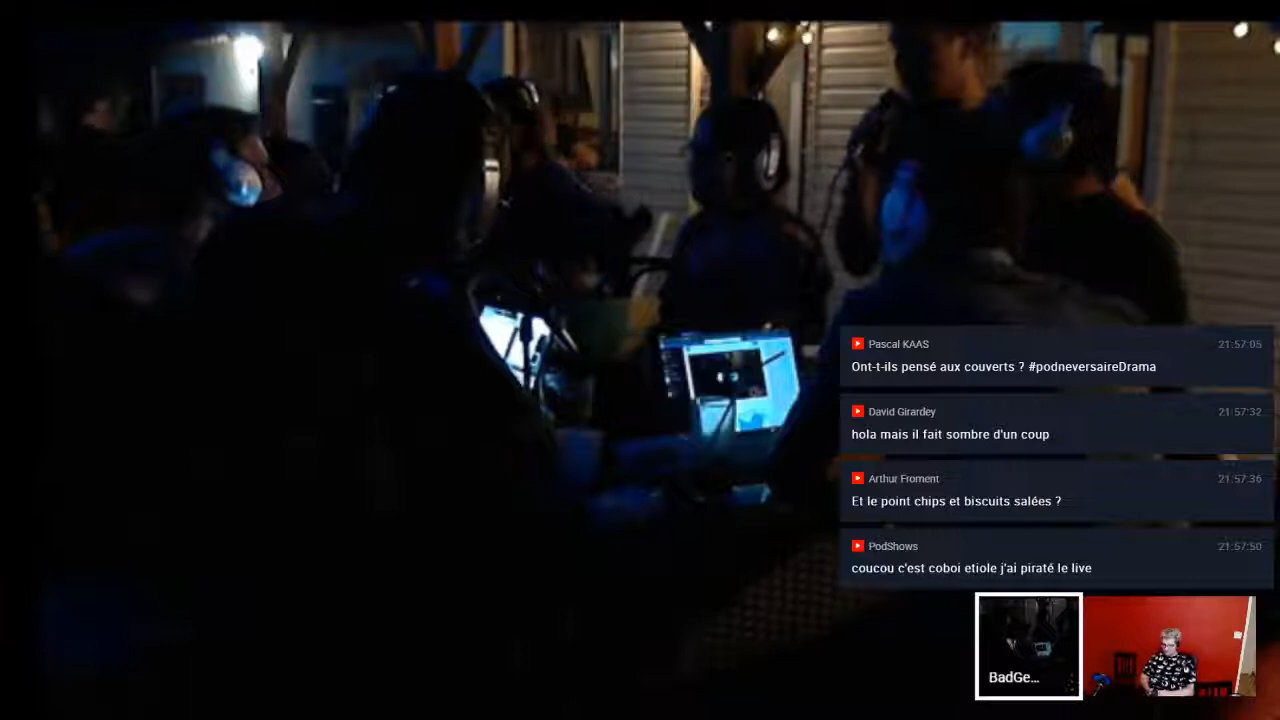 Pascal KAAS 21:57:05
Ont-t-ils pensé aux couverts ? #podneversaireDrama
David Girardey 21:57:32
hola mais il fait sombre d'un coup
Arthur Froment 21:57:36
Et le point chips et biscuits salées ?
PodShows 21:57:50
coucou c'est coboi etiole j'ai piraté le live
BadGe...